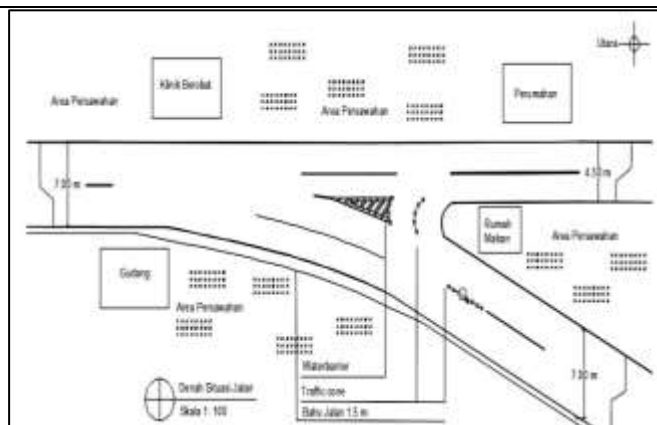 Utara
Klinik Berobat
Perumahan
Area Persawahan
Area Persawahan
7.00 m
4.50 m
Rumah
Makan
Area Persawahan
Gudang
Area Persawahan
7.00 m
Waterbarrier
Denah Situasi Jalan
Traffic cone
Skala 1: 100
Bahu Jalan 1.5 m